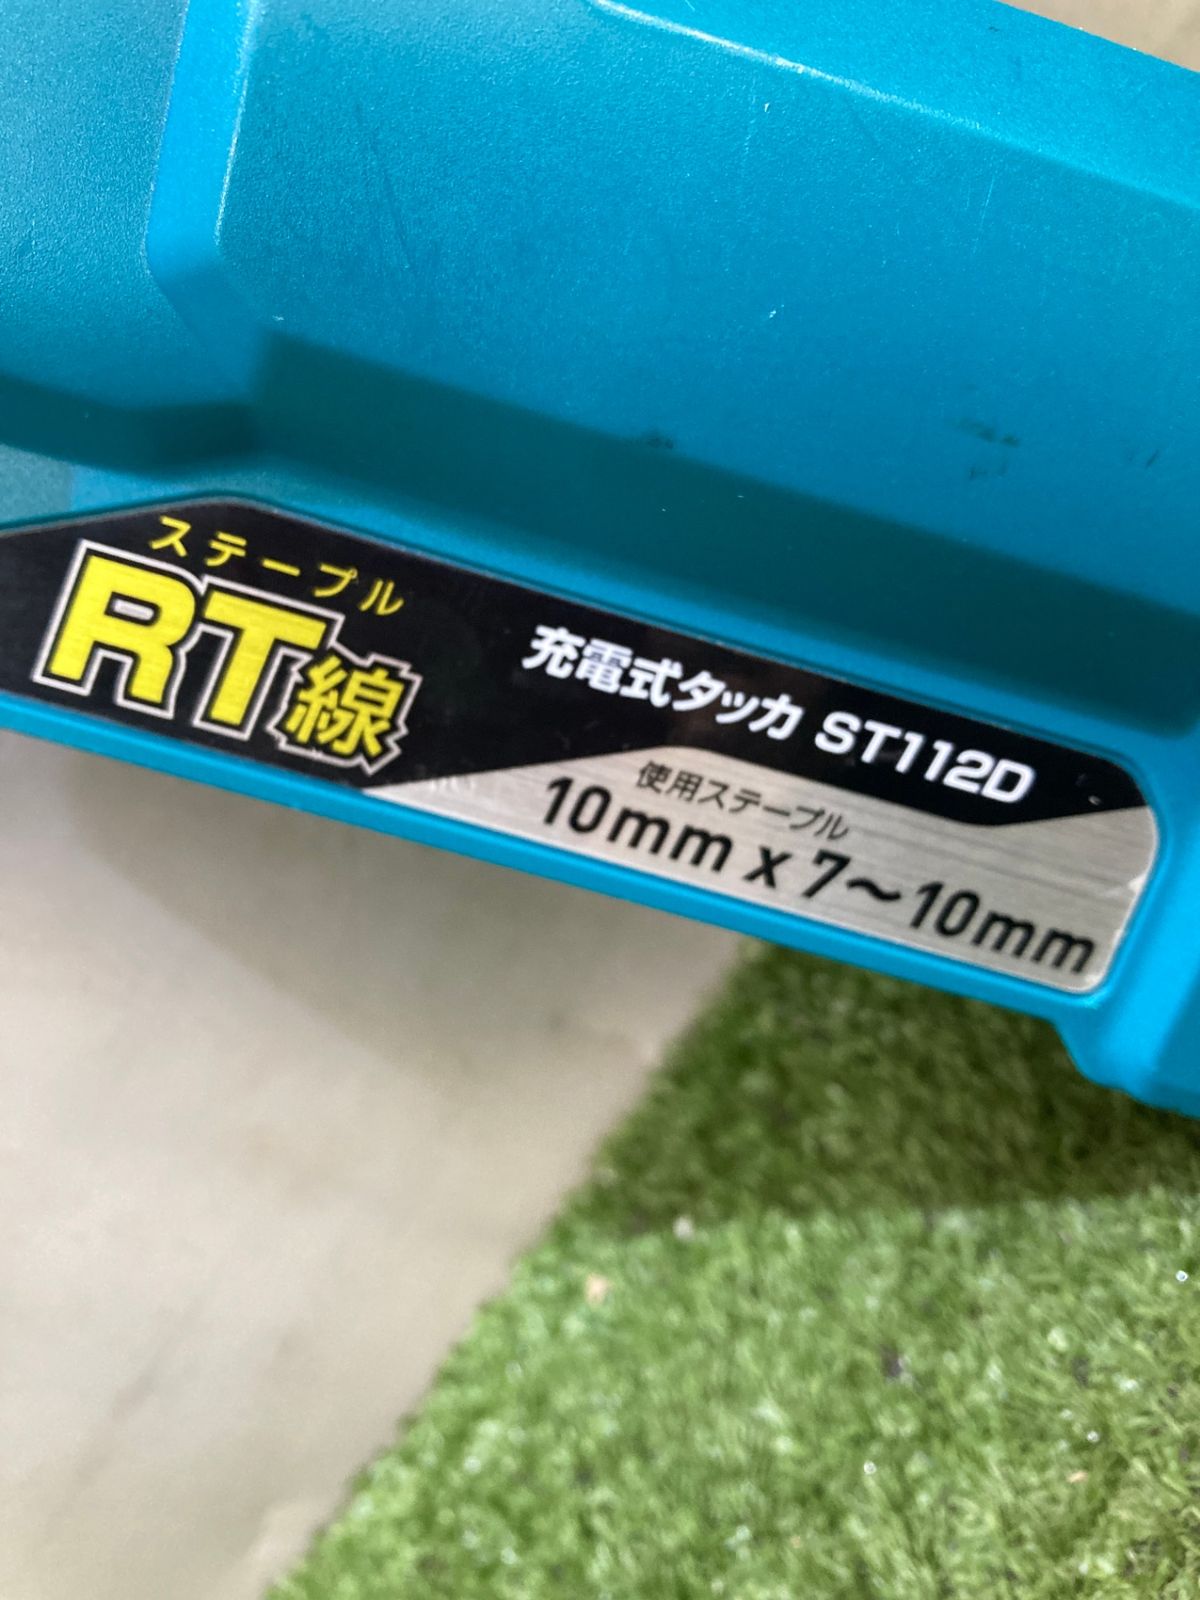 ステープル
RT線
充電式タッカ ST112D
使用ステープル
10mm x 7～10mm